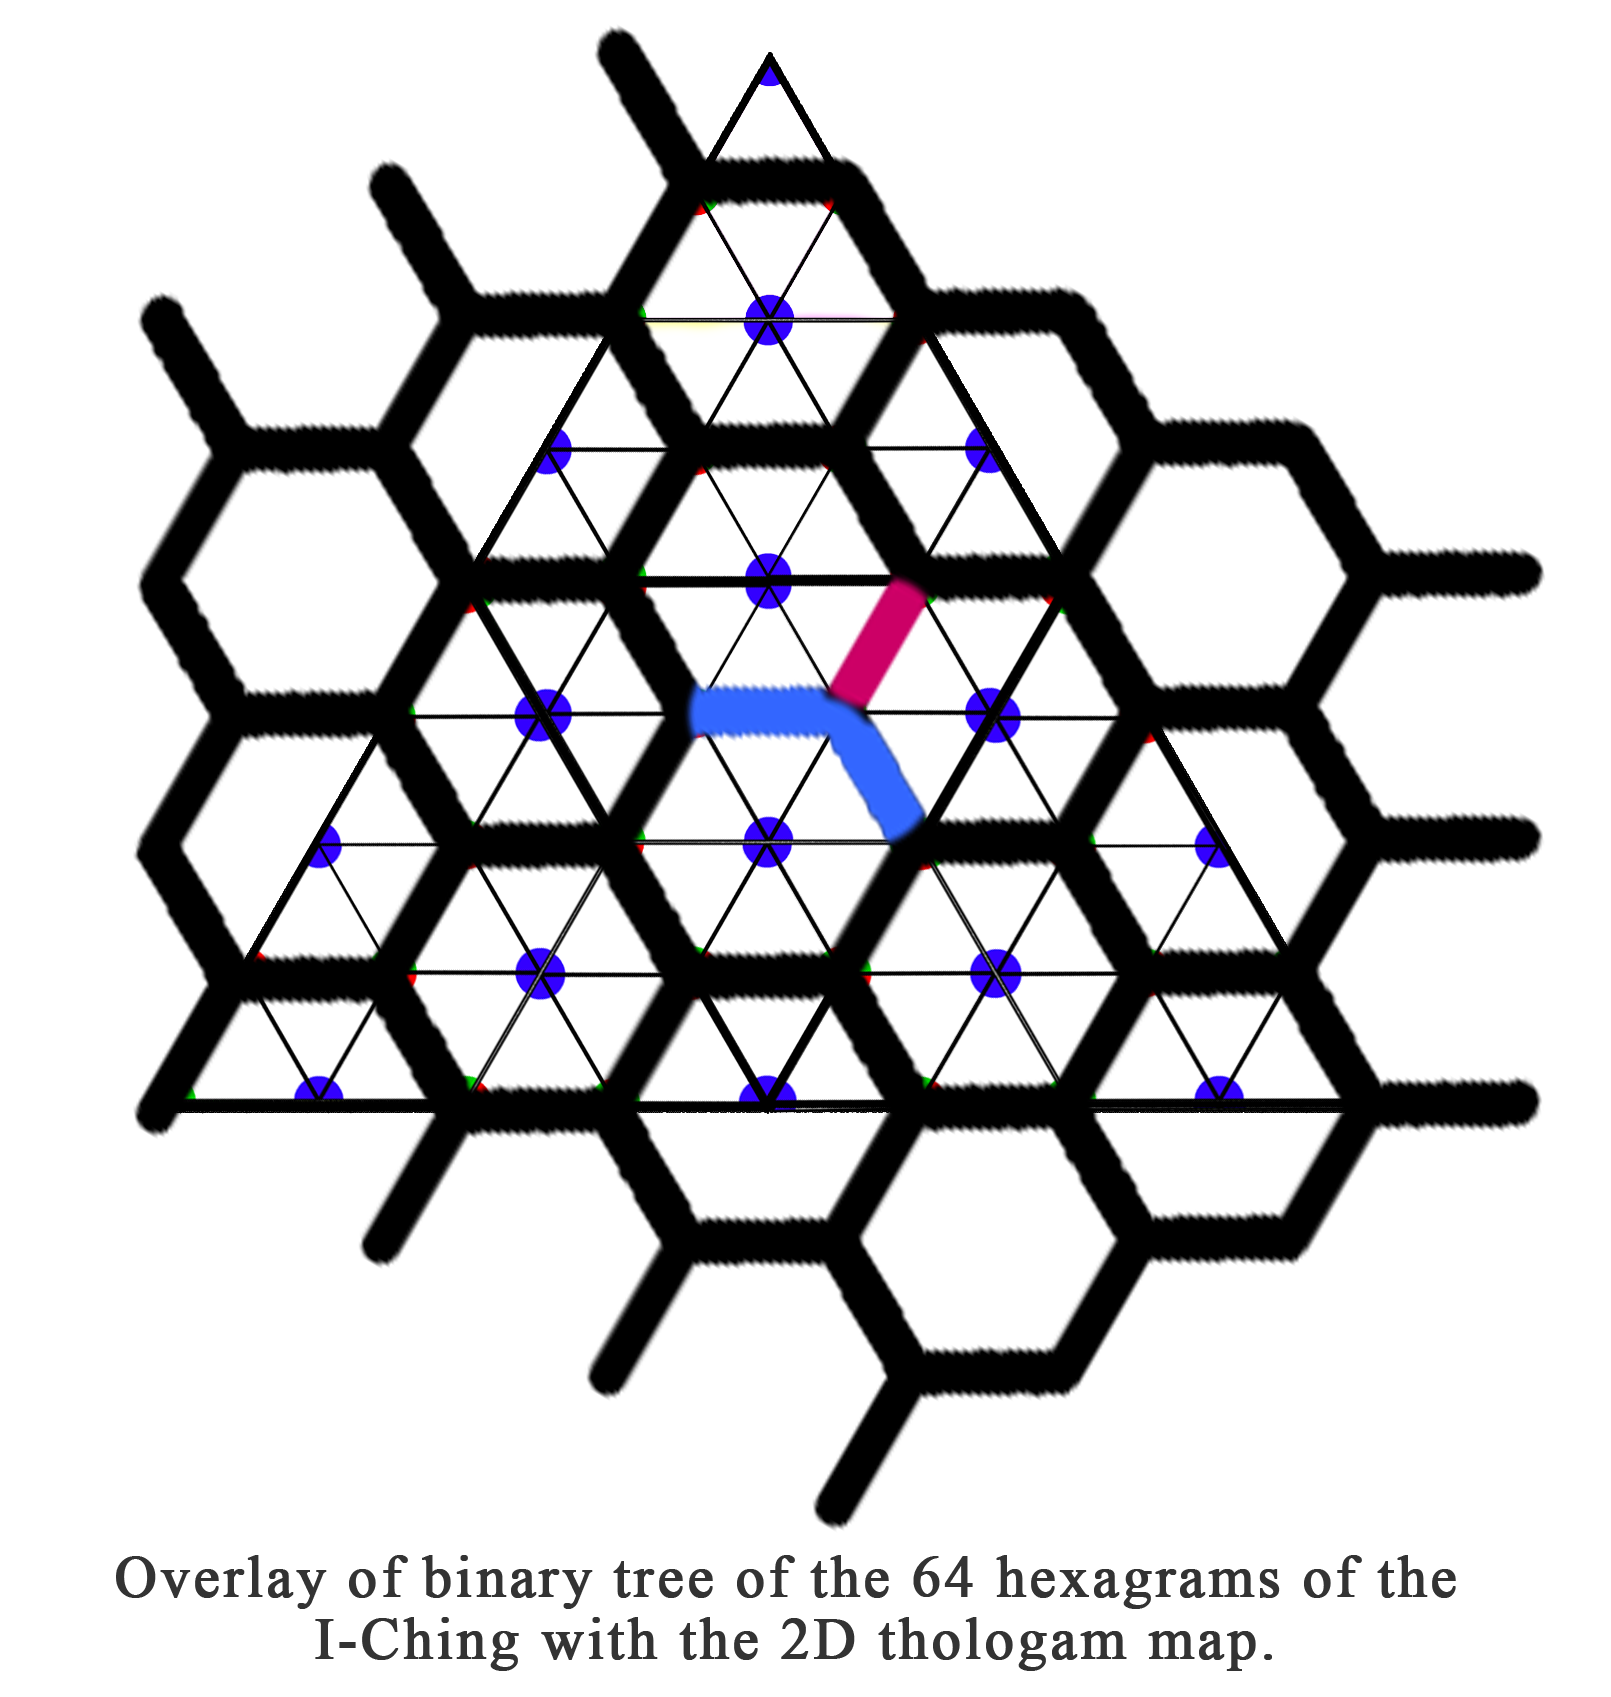 Overlay of binary tree of the 64 hexagrams of the
I-Ching with the 2D thologam map.